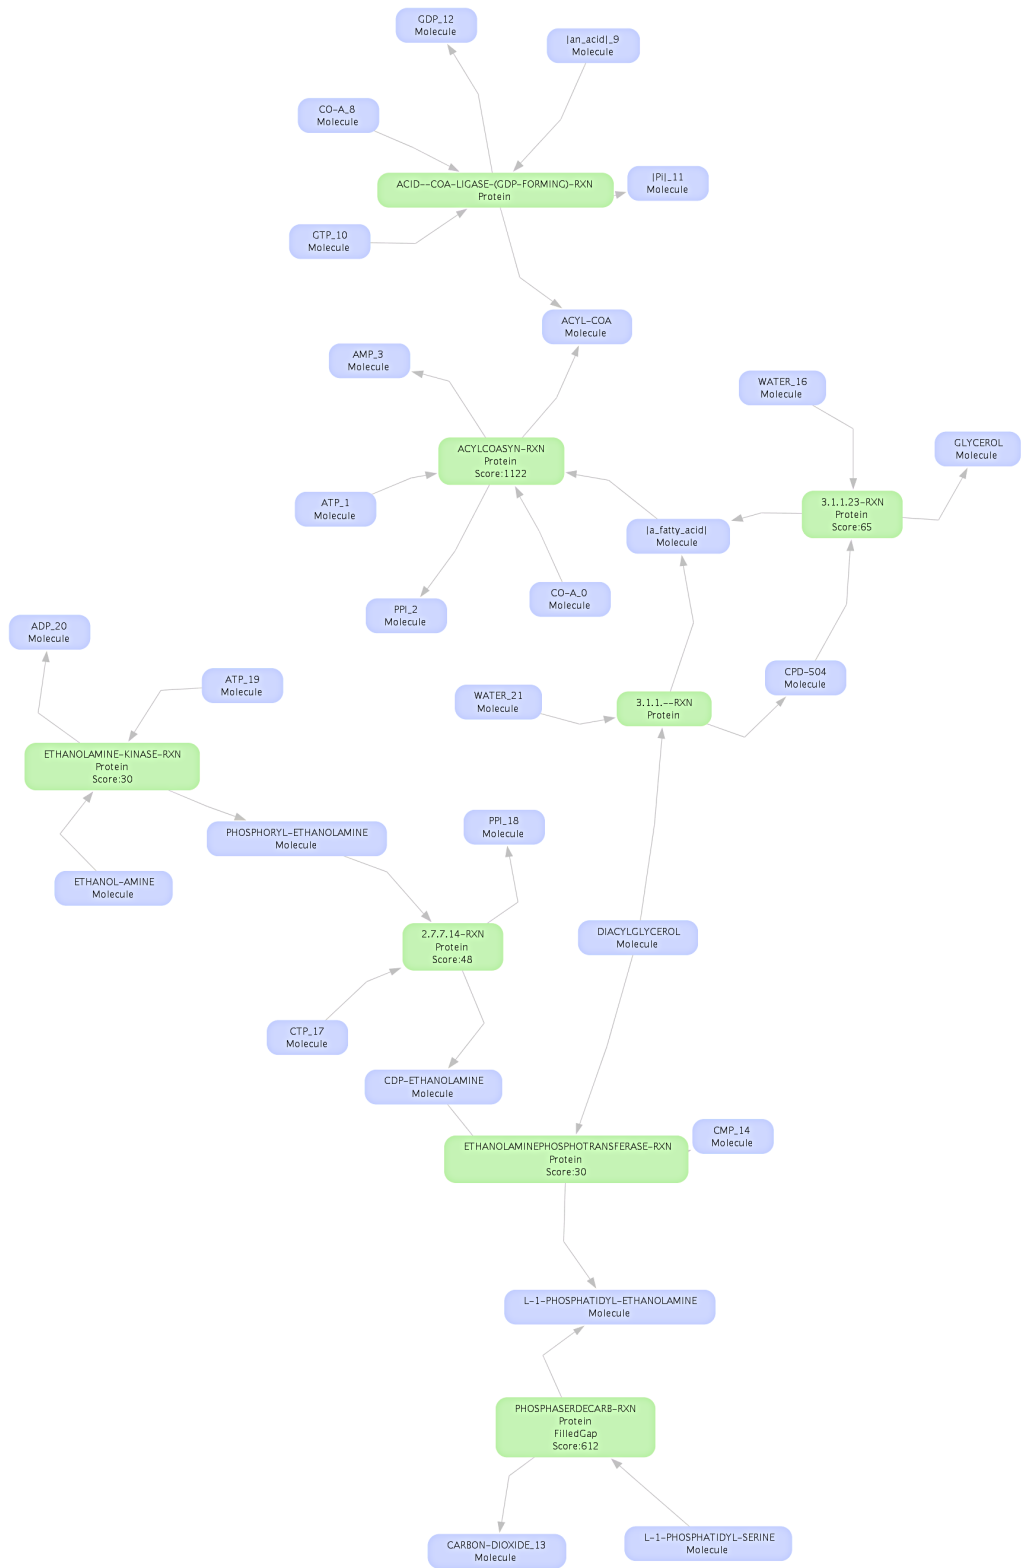 GDP_12
Molecule
|an_acid|_9
Molecule
CO-A_8
Molecule
ACID--COA-LIGASE-(GDP-FORMING)-RXN
Protein
|PI|_11
Molecule
GTP_10
Molecule
ACYL-COA
Molecule
AMP_3
Molecule
WATER_16
Molecule
ACYLCOASYN-RXN
Protein
Score:1122
GLYCEROL
Molecule
ATP_1
Molecule
3.1.1.23-RXN
Protein
Score:65
|a_fatty_acid|
Molecule
PPI_2
Molecule
CO-A_0
Molecule
ADP_20
Molecule
ATP_19
Molecule
CPD-504
Molecule
WATER_21
Molecule
3.1.1.--RXN
Protein
ETHANOLAMINE-KINASE-RXN
Protein
Score:30
PHOSPHORYL-ETHANOLAMINE
Molecule
PPI_18
Molecule
ETHANOL-AMINE
Molecule
2.7.7.14-RXN
Protein
Score:48
DIACYLGLYCEROL
Molecule
CTP_17
Molecule
CDP-ETHANOLAMINE
Molecule
ETHANOLAMINEPHOSPHOTRANSFERASE-RXN
Protein
Score:30
CMP_14
Molecule
L-1-PHOSPHATIDYL-ETHANOLAMINE
Molecule
PHOSPHASERDECARB-RXN
Protein
FilledGap
Score:612
CARBON-DIOXIDE_13
Molecule
L-1-PHOSPHATIDYL-SERINE
Molecule